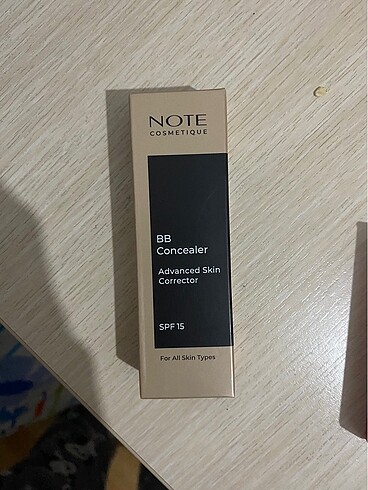 NOTE
COSMETIQUE
BB
Concealer
Advanced Skin
Corrector
SPF 15
For All Skin Types